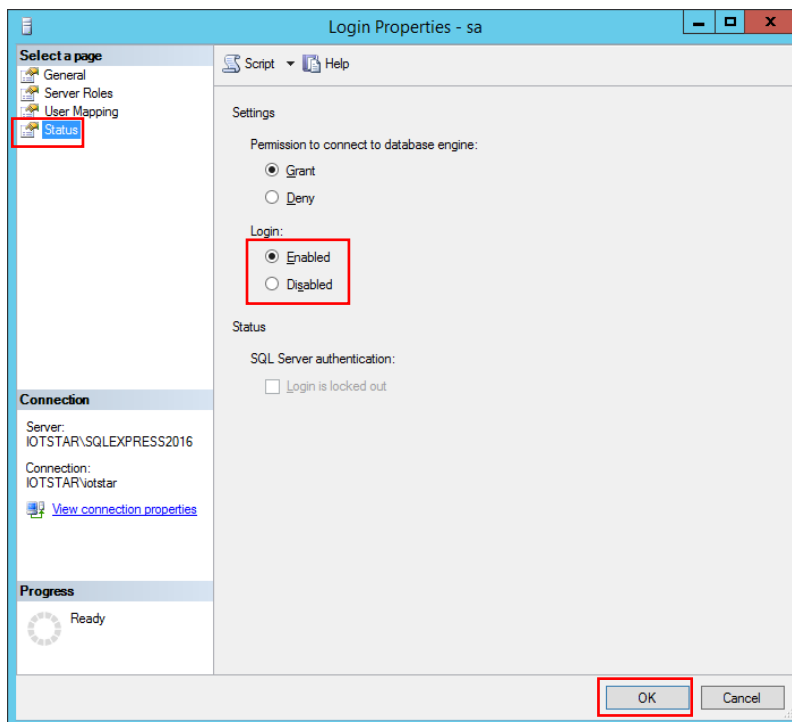 Login Properties - sa
Select a page
General
Server Roles
User Mapping
Status
Script
Help
Settings
Permission to connect to database engine:
Grant
Deny
Login:
Enabled
Disabled
Status
SQL Server authentication:
Login is locked out
Connection
Server:
IOTSTAR\SQLEXPRESS2016
Connection:
IOTSTAR\iotstar
View connection properties
Progress
Ready
OK
Cancel